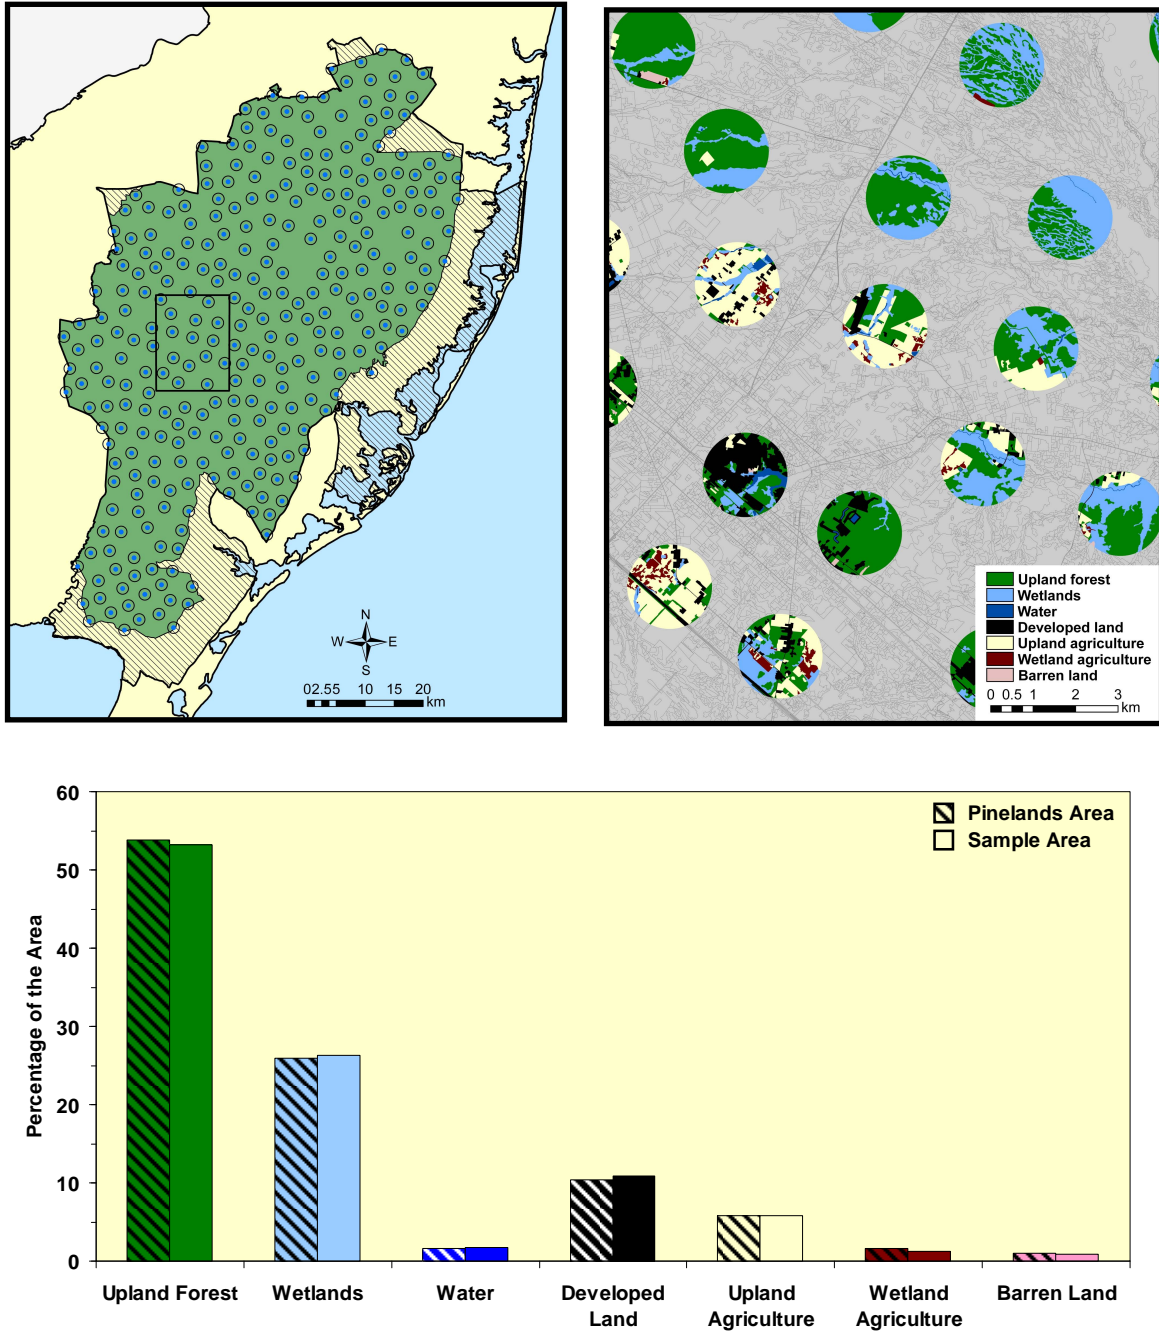 N
W E
S
02.55 10 15 20
km
Upland forest
Wetlands
Water
Developed land
Upland agriculture
Wetland agriculture
Barren land
0 0.5 1 2 3
km
60
50
40
30
20
10
0
Percentage of the Area
Pinelands Area
Sample Area
Upland Forest
Wetlands
Water
Developed
Land
Upland
Agriculture
Wetland
Agriculture
Barren Land